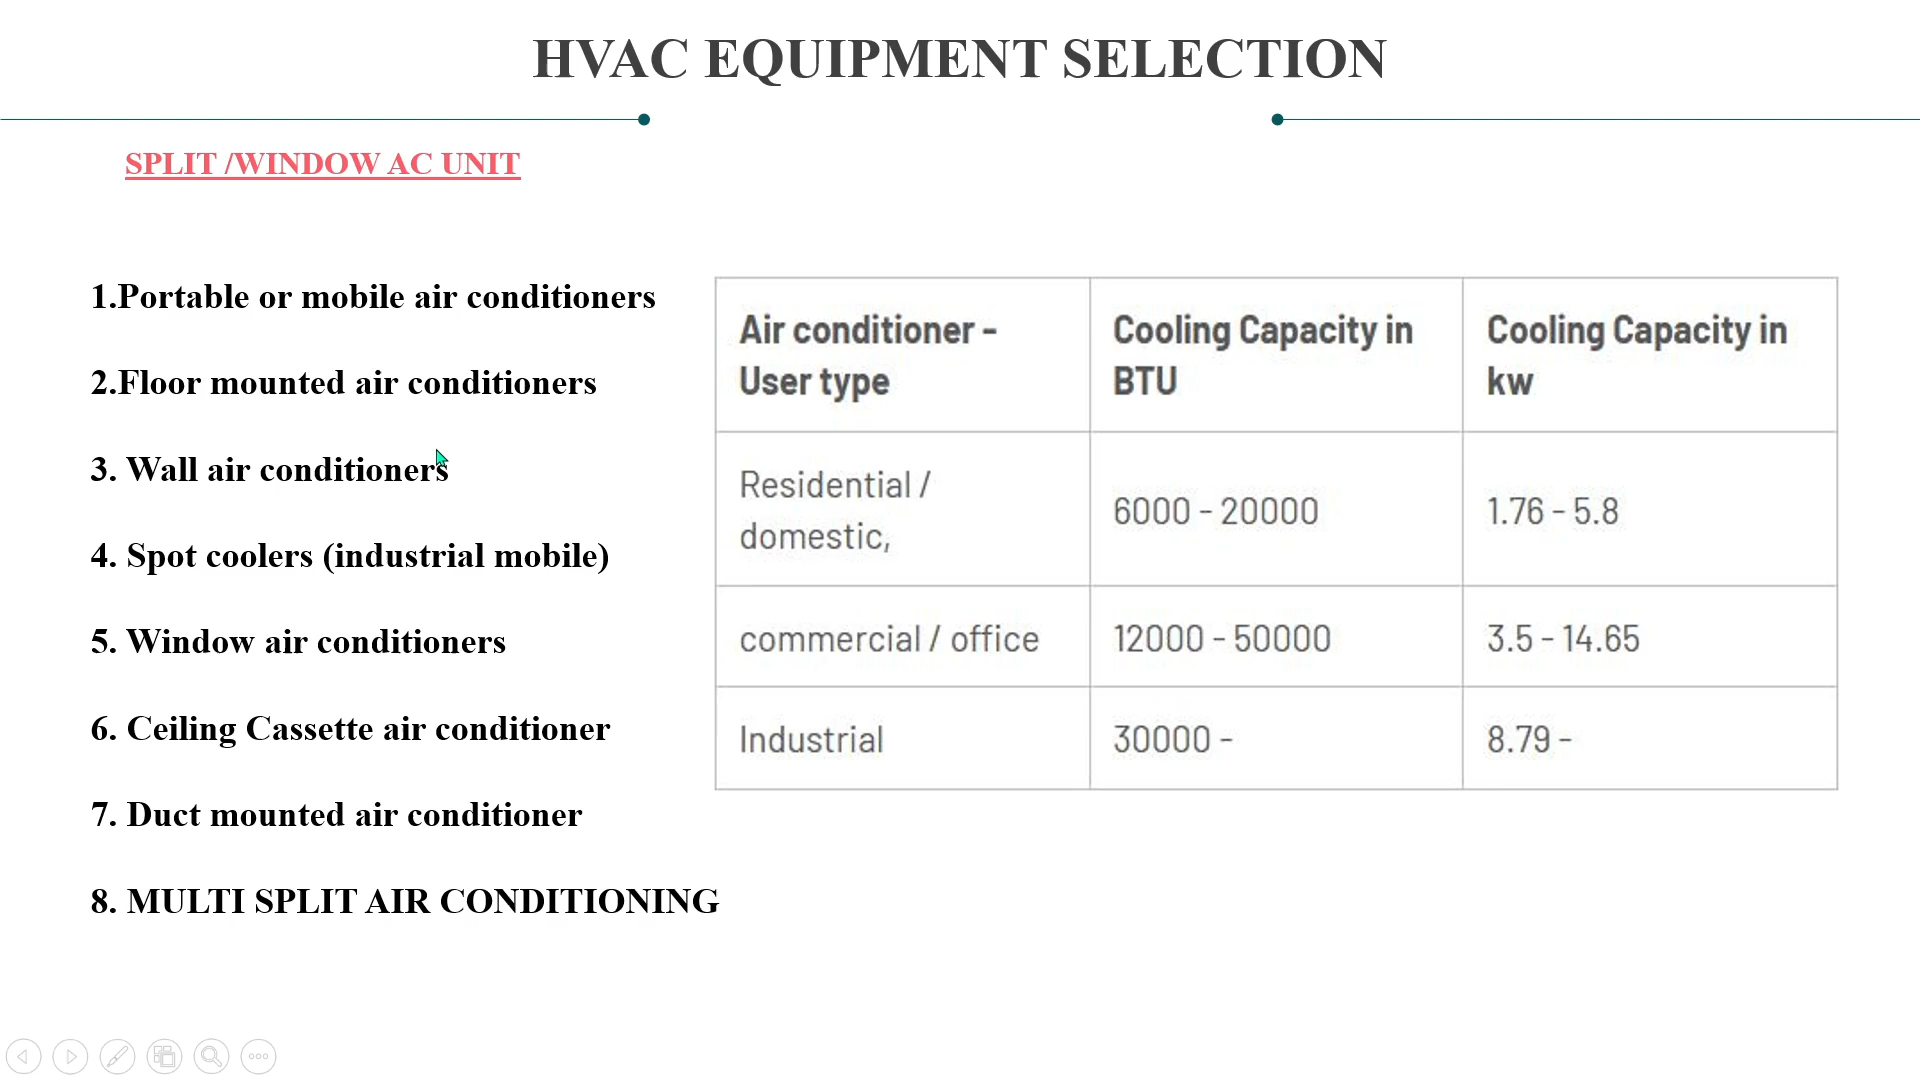 HVAC EQUIPMENT SELECTION
SPLIT /WINDOW AC UNIT
1.Portable or mobile air conditioners
2.Floor mounted air conditioners
3. Wall air conditioners
4. Spot coolers (industrial mobile)
5. Window air conditioners
6. Ceiling Cassette air conditioner
7. Duct mounted air conditioner
8. MULTI SPLIT AIR CONDITIONING
Air conditioner -
User type
Cooling Capacity in
BTU
Cooling Capacity in
kw
Residential /
domestic,
6000 - 20000
1.76 - 5.8
commercial / office
12000 - 50000
3.5 - 14.65
Industrial
30000 -
8.79 -